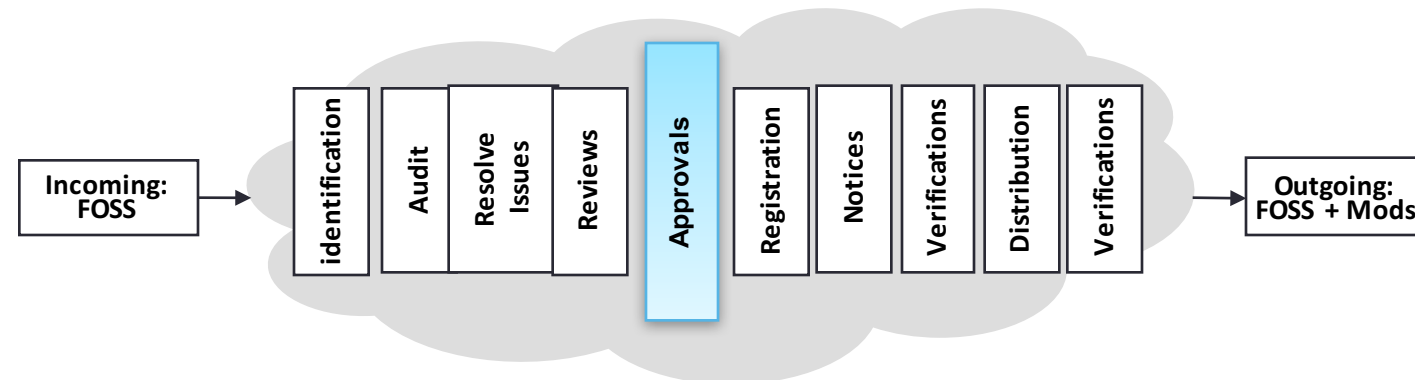 Incoming:
FOSS
identification
Audit
Resolve
Issues
Reviews
Approvals
Registration
Notices
Verifications
Distribution
Verifications
Outgoing:
FOSS + Mods